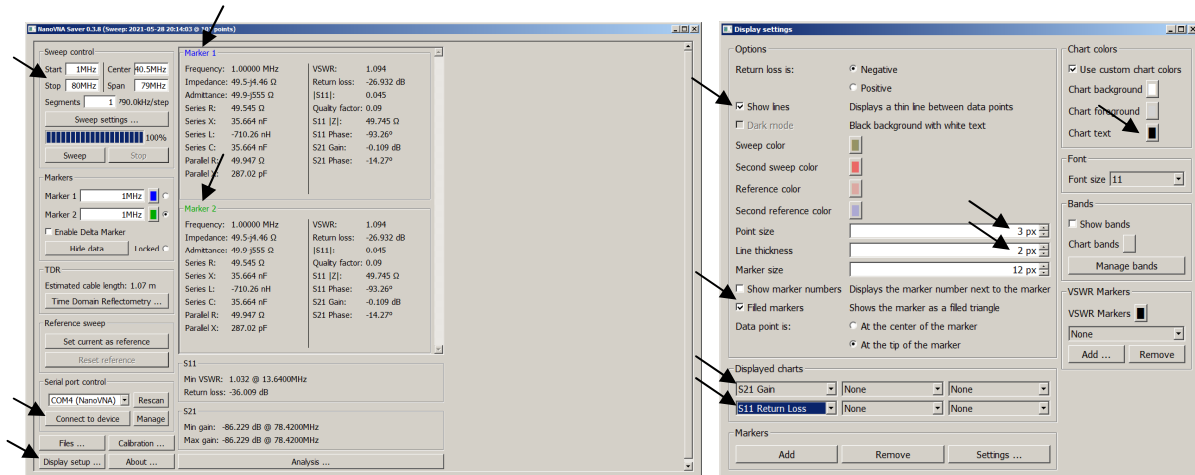 NanoVNA Saver 0.3.8 (Sweep: 2021-05-28 20:14:03 @ 101 points)
Sweep control
Start 1MHz Center 40.5MHz
Stop 80MHz Span 79MHz
Segments 1 790.0kHz/step
Sweep settings ...
100%
Sweep Stop
Markers
Marker 1 1MHz
Marker 2 1MHz
Enable Delta Marker
Hide data Locked
TDR
Estimated cable length: 1.07 m
Time Domain Reflectometry ...
Reference sweep
Set current as reference
Reset reference
Serial port control
COM4 (NanoVNA) Rescan
Connect to device Manage
Files ... Calibration ...
Display setup ... About ...
Marker 1
Frequency: 1.00000 MHz VSWR: 1.094
Impedance: 49.5-j4.46 Ω Return loss: -26.932 dB
Admittance: 49.9-j555 Ω |S11|: 0.045
Series R: 49.545 Ω Quality factor: 0.09
Series X: 35.664 nF S11 |Z|: 49.745 Ω
Series L: -710.26 nH S11 Phase: -93.26°
Series C: 35.664 nF S21 Gain: -0.109 dB
Parallel R: 49.947 Ω S21 Phase: -14.27°
Parallel X: 287.02 pF
Marker 2
Frequency: 1.00000 MHz VSWR: 1.094
Impedance: 49.5-j4.46 Ω Return loss: -26.932 dB
Admittance: 49.9-j555 Ω |S11|: 0.045
Series R: 49.545 Ω Quality factor: 0.09
Series X: 35.664 nF S11 |Z|: 49.745 Ω
Series L: -710.26 nH S11 Phase: -93.26°
Series C: 35.664 nF S21 Gain: -0.109 dB
Parallel R: 49.947 Ω S21 Phase: -14.27°
Parallel X: 287.02 pF
S11
Min VSWR: 1.032 @ 13.6400MHz
Return loss: -36.009 dB
S21
Min gain: -86.229 dB @ 78.4200MHz
Max gain: -86.229 dB @ 78.4200MHz
Analysis ...
Display settings
Options
Return loss is: Negative
Positive
Show lines Displays a thin line between data points
Dark mode Black background with white text
Sweep color
Second sweep color
Reference color
Second reference color
Point size 3 px
Line thickness 2 px
Marker size 12 px
Show marker numbers Displays the marker number next to the marker
Filled markers Shows the marker as a filled triangle
Data point is: At the center of the marker
At the tip of the marker
Displayed charts
S21 Gain None None
S11 Return Loss None None
Markers
Add Remove Settings ...
Chart colors
Use custom chart colors
Chart background
Chart foreground
Chart text
Font
Font size 11
Bands
Show bands
Chart bands
Manage bands
VSWR Markers
VSWR Markers
None
Add ... Remove